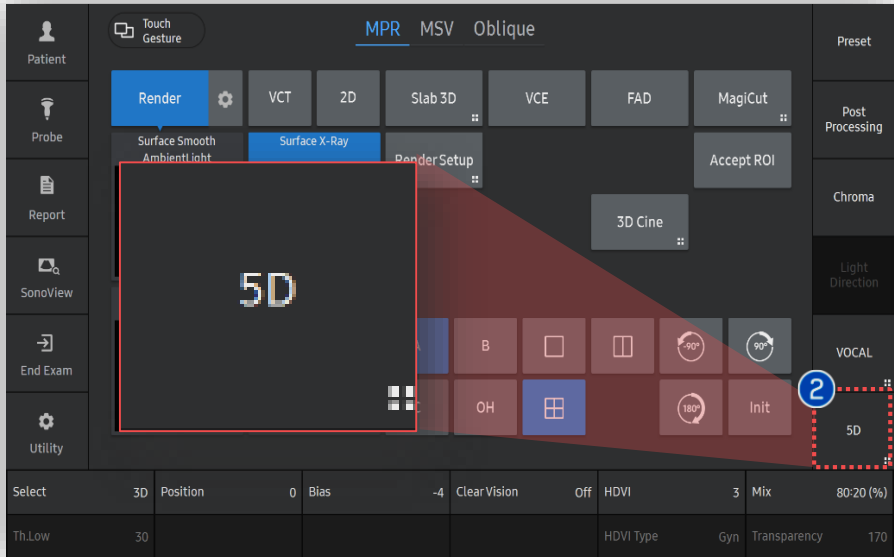 Touch
Gesture
MPR MSV Oblique
Preset
Patient
Render VCT 2D Slab 3D VCE FAD MagiCut
Post
Processing
Probe
Surface Smooth
AmbientLight
Surface X-Ray
Render Setup
Accept ROI
Report
Chroma
3D Cine
5D
SonoView
Light
Direction
End Exam
A B -90° 90°
VOCAL
2
C OH 180° Init
5D
Utility
Select 3D Position 0 Bias -4 Clear Vision Off HDVI 3 Mix 80:20 (%)
Th.Low 30 HDVI Type Gyn Transparency 170